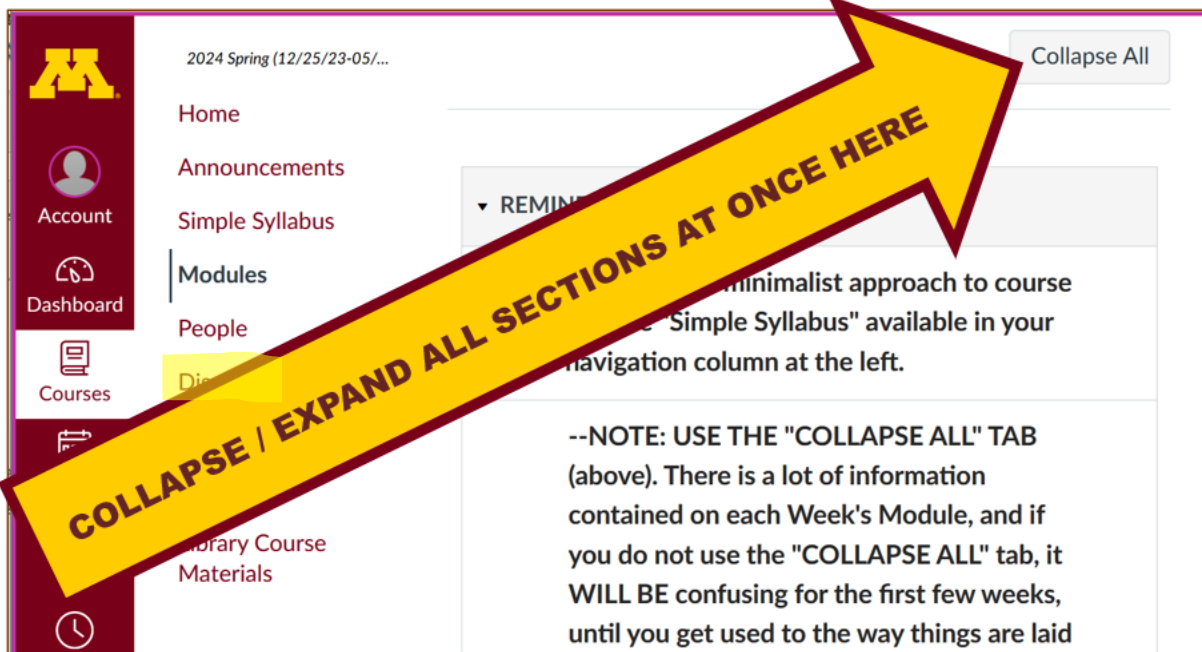 2024 Spring (12/25/23-05/...
Collapse All
Home
Announcements
Account
Simple Syllabus
Modules
Dashboard
People
Courses
Library Course
Materials
COLLAPSE / EXPAND ALL SECTIONS AT ONCE HERE
minimalist approach to course
"Simple Syllabus" available in your
navigation column at the left.
--NOTE: USE THE "COLLAPSE ALL" TAB
(above). There is a lot of information
contained on each Week's Module, and if
you do not use the "COLLAPSE ALL" tab, it
WILL BE confusing for the first few weeks,
until you get used to the way things are laid